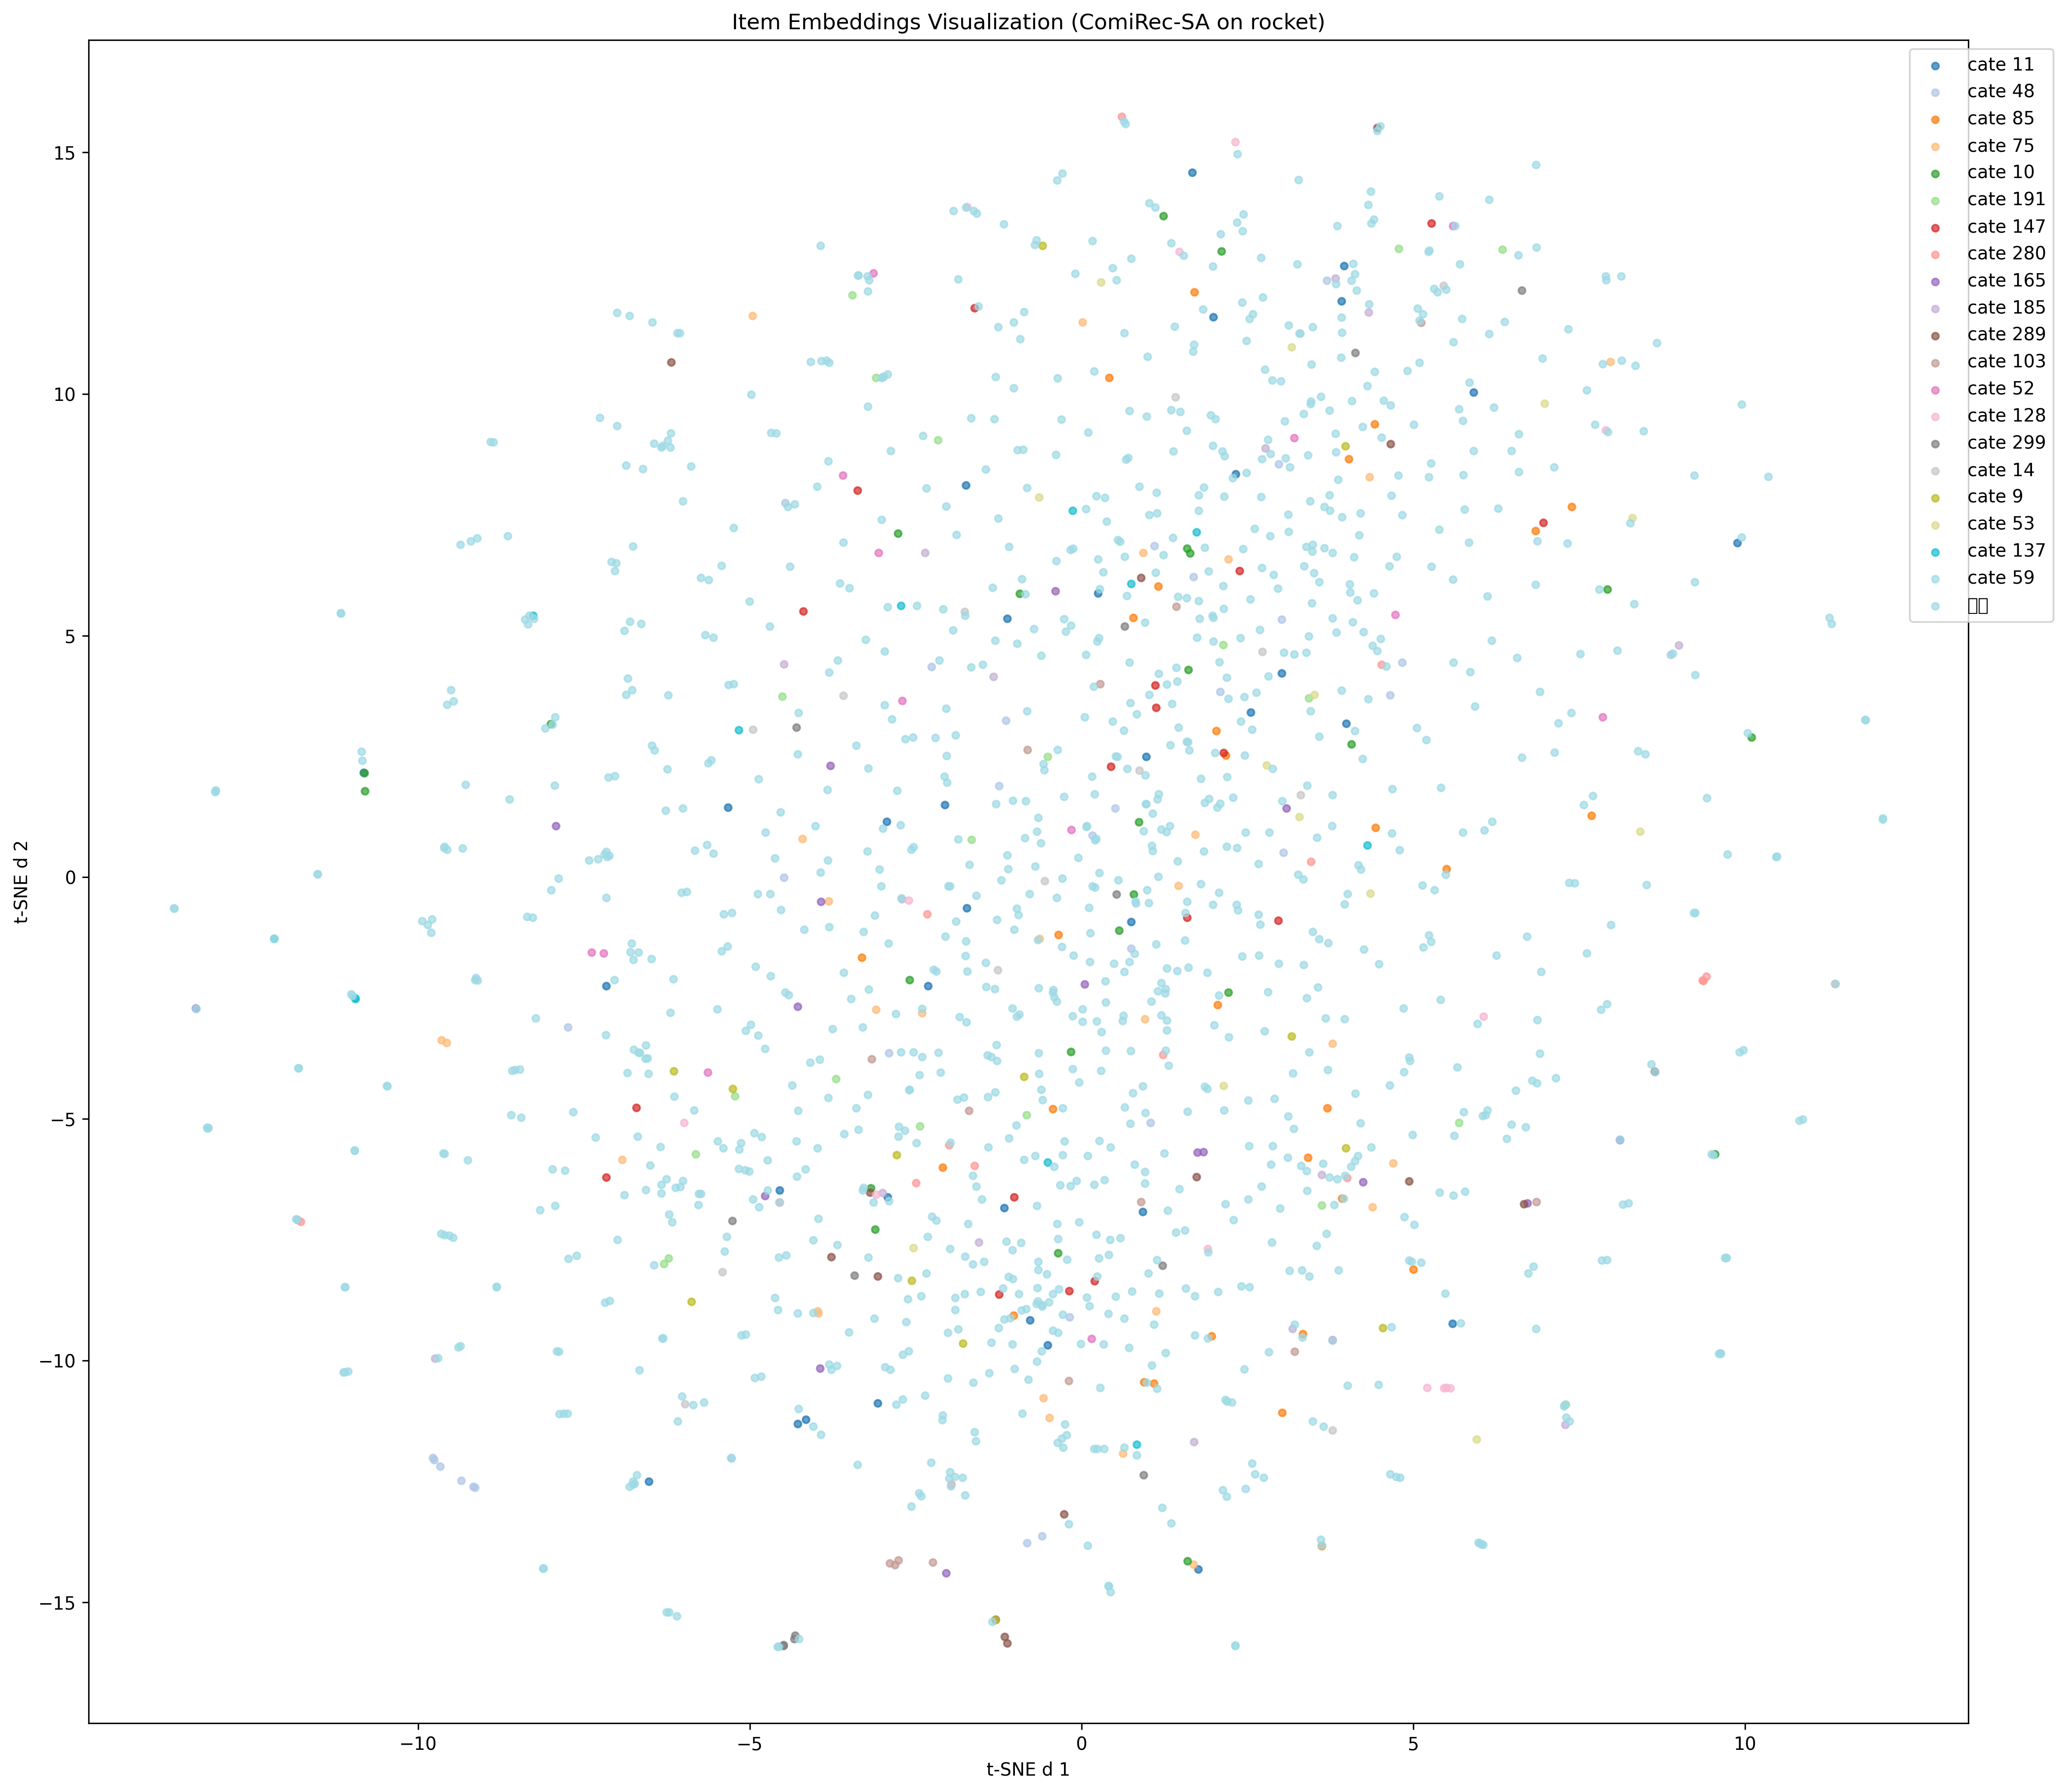 Item Embeddings Visualization (ComiRec-SA on rocket)
cate 11
cate 48
cate 85
cate 75
cate 10
cate 191
cate 147
cate 280
cate 165
cate 185
cate 289
cate 103
cate 52
cate 128
cate 299
cate 14
cate 9
cate 53
cate 137
cate 59
15
10
5
0
−5
−10
−15
t-SNE d 2
−10
−5
0
5
10
t-SNE d 1